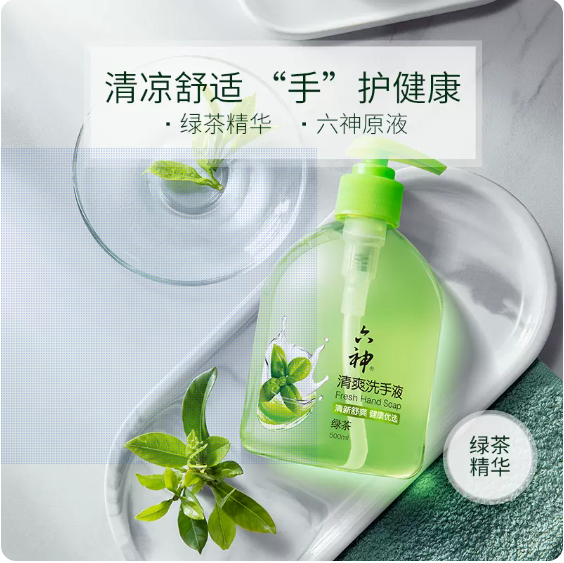 清凉舒适 “手”护健康
·绿茶精华 ·六神原液
六
神®
清爽洗手液
Fresh Hand Soap
清新舒爽 健康优选
绿茶
500ml
绿茶
精华